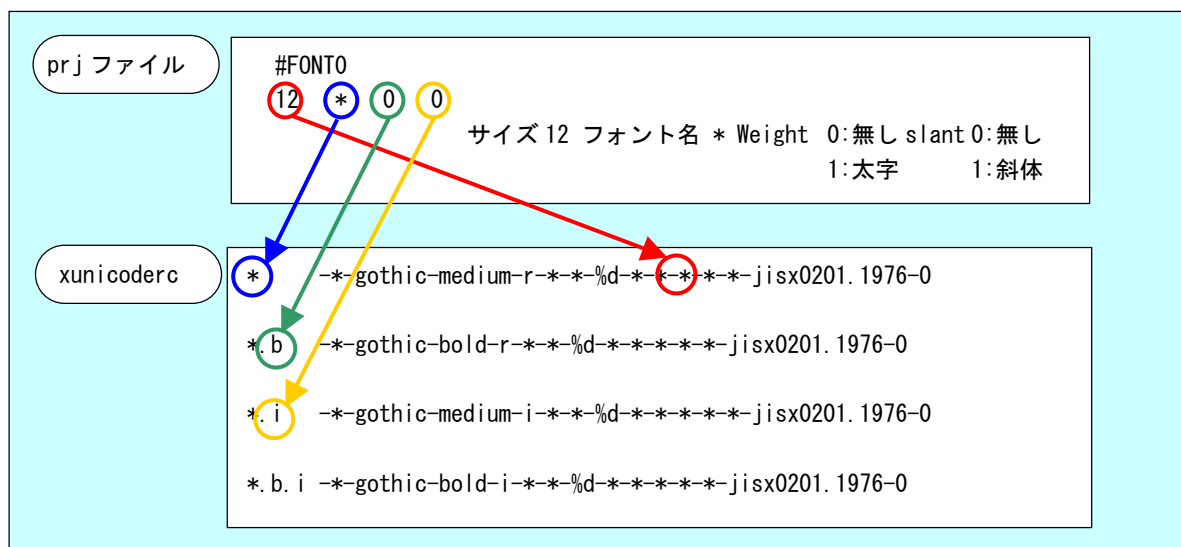 prj ファイル
#FONT0
12 * 0 0
サイズ 12 フォント名 * Weight 0:無し slant 0:無し
1:太字 1:斜体
xunicoderc
* -*-gothic-medium-r-*-*-%d-*-*-*-*-*-jisx0201.1976-0
*.b -*-gothic-bold-r-*-*-%d-*-*-*-*-*-jisx0201.1976-0
*.i -*-gothic-medium-i-*-*-%d-*-*-*-*-*-jisx0201.1976-0
*.b.i -*-gothic-bold-i-*-*-%d-*-*-*-*-*-jisx0201.1976-0